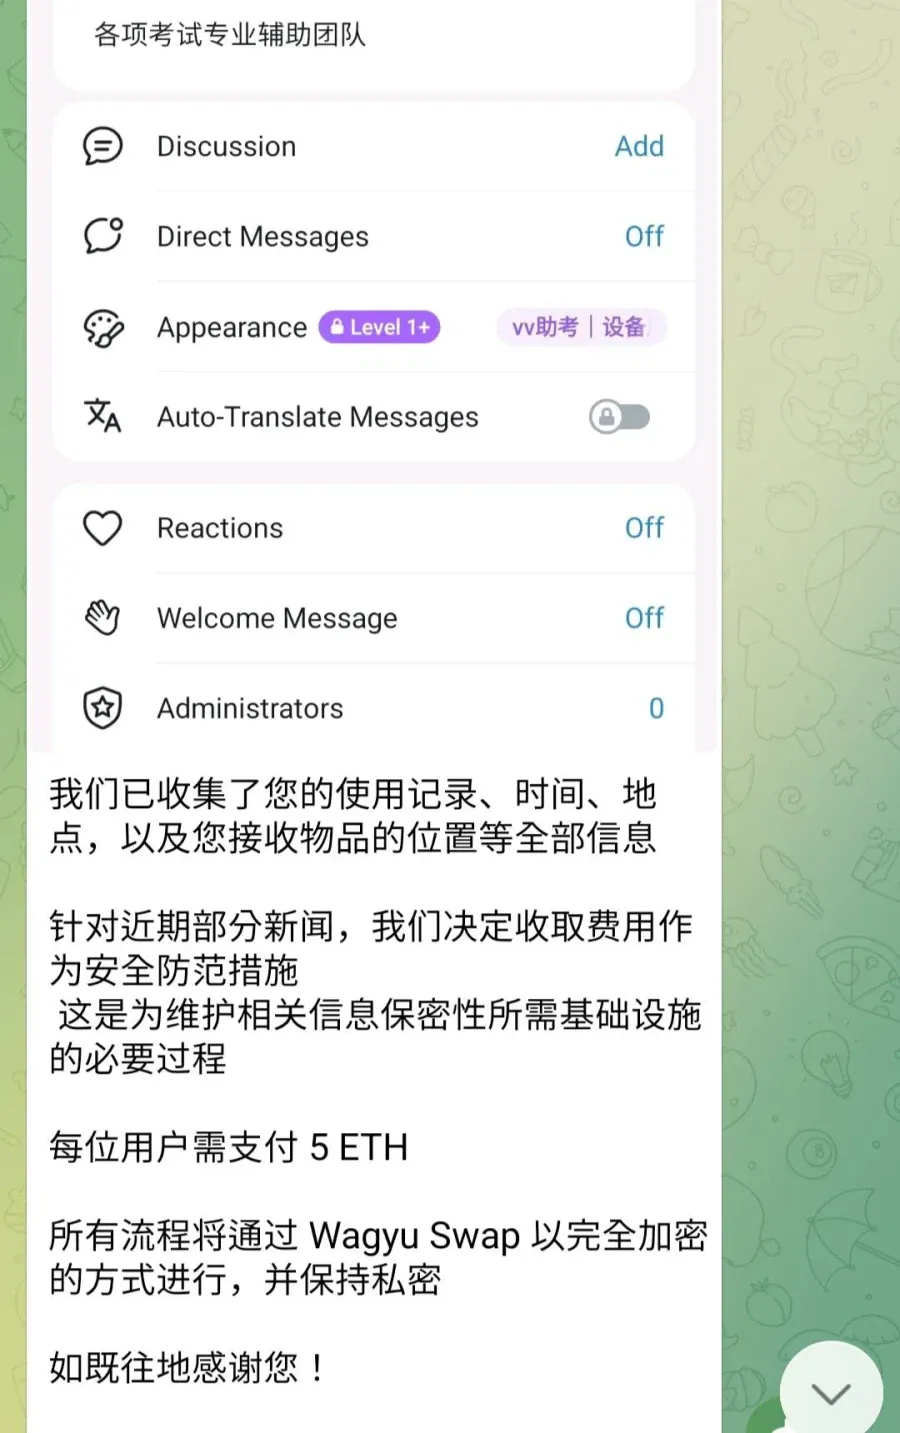 各项考试专业辅助团队
Discussion Add
Direct Messages Off
Appearance Level 1+ vv助考｜设备
Auto-Translate Messages
Reactions Off
Welcome Message Off
Administrators 0
我们已收集了您的使用记录、时间、地
点，以及您接收物品的位置等全部信息
针对近期部分新闻，我们决定收取费用作
为安全防范措施
这是为维护相关信息保密性所需基础设施
的必要过程
每位用户需支付 5 ETH
所有流程将通过 Wagyu Swap 以完全加密
的方式进行，并保持私密
如既往地感谢您！